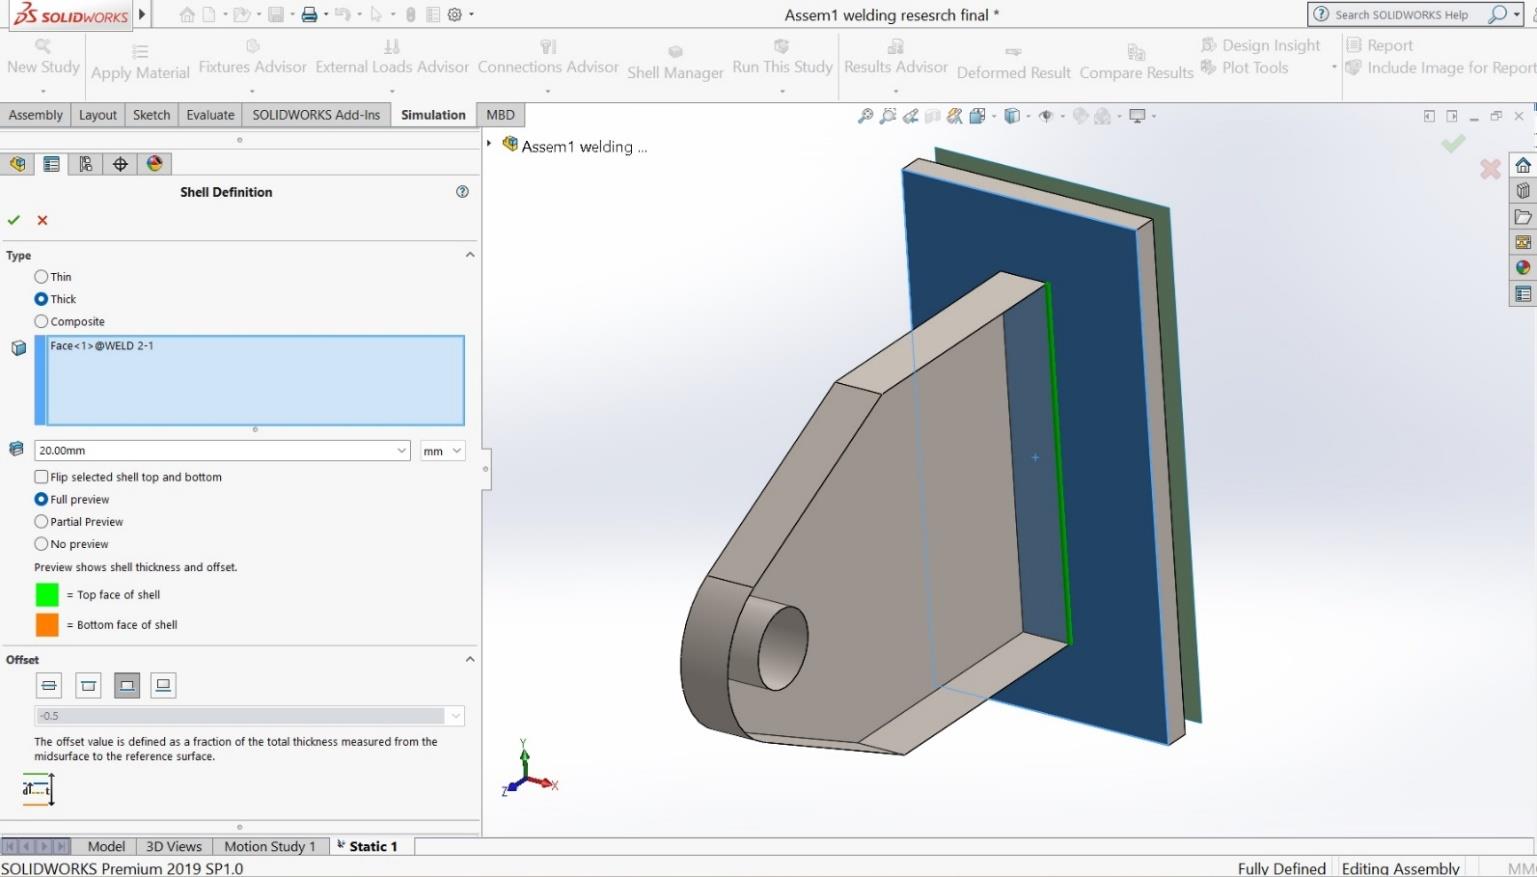 SOLIDWORKS
Assem1 welding resesrch final *
Search SOLIDWORKS Help
New Study
Apply Material
Fixtures Advisor
External Loads Advisor
Connections Advisor
Shell Manager
Run This Study
Results Advisor
Deformed Result
Compare Results
Design Insight
Plot Tools
Report
Include Image for Report
Assembly
Layout
Sketch
Evaluate
SOLIDWORKS Add-Ins
Simulation
MBD
Assem1 welding ...
Shell Definition
Type
Thin
Thick
Composite
Face<1>@WELD 2-1
20.00mm
mm
Flip selected shell top and bottom
Full preview
Partial Preview
No preview
Preview shows shell thickness and offset.
= Top face of shell
= Bottom face of shell
Offset
-0.5
The offset value is defined as a fraction of the total thickness measured from the
midsurface to the reference surface.
d
t
Y
Z
X
Model
3D Views
Motion Study 1
Static 1
SOLIDWORKS Premium 2019 SP1.0
Fully Defined
Editing Assembly